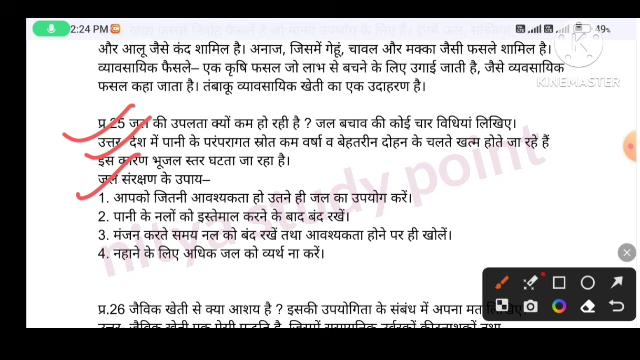 2:24 PM
49%
KINEMASTER
और आलू जैसे कंद शामिल है। अनाज, जिसमें गेहूं, चावल और मक्का जैसी फसले शामिल है।
व्यावसायिक फैसले– एक कृषि फसल जो लाभ से बचने के लिए उगाई जाती है, जैसे व्यवसायिक
फसल कहा जाता है। तंबाकू व्यावसायिक खेती का एक उदाहरण है।
प्र.25 जल की उपलता क्यों कम हो रही है ? जल बचाव की कोई चार विधियां लिखिए।
उत्तर- देश में पानी के परंपरागत स्रोत कम वर्षा व बेहतरीन दोहन के चलते खत्म होते जा रहे हैं
इस कारण भूजल स्तर घटता जा रहा है।
जल संरक्षण के उपाय–
1. आपको जितनी आवश्यकता हो उतने ही जल का उपयोग करें।
2. पानी के नलों को इस्तेमाल करने के बाद बंद रखें।
3. मंजन करते समय नल को बंद रखें तथा आवश्यकता होने पर ही खोलें।
4. नहाने के लिए अधिक जल को व्यर्थ ना करें।
nitya study point
प्र.26 जैविक खेती से क्या आशय है ? इसकी उपयोगिता के संबंध में अपना मत लिखिए